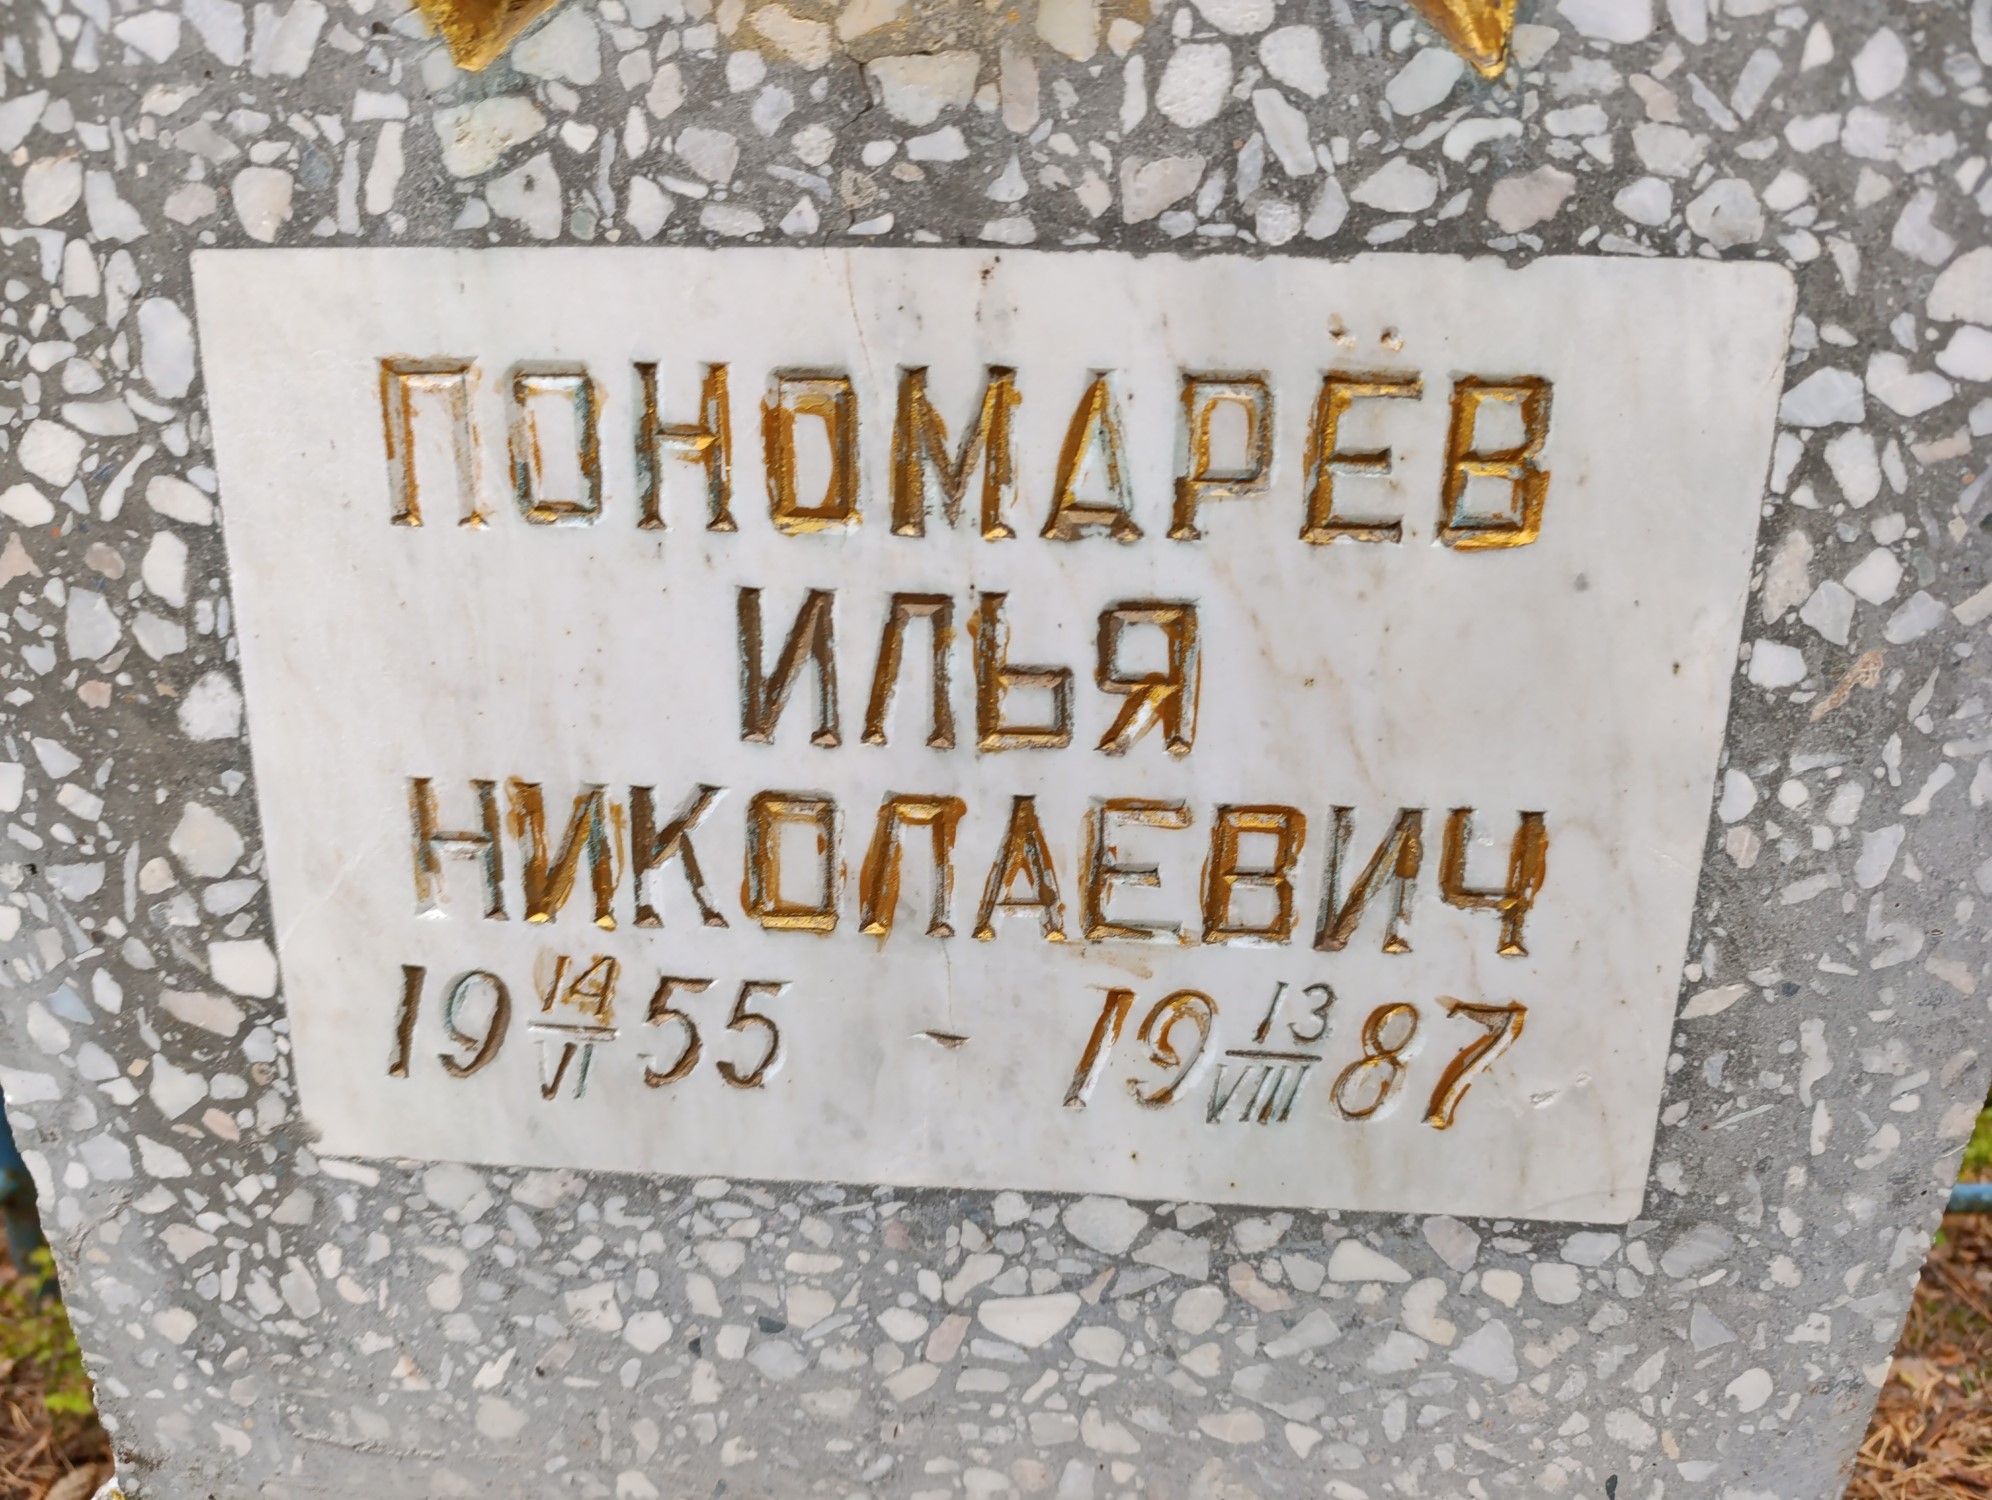 ПОНОМАРЁВ
ИЛЬЯ
НИКОЛАЕВИЧ
19 14/VI 55 - 19 13/VIII 87